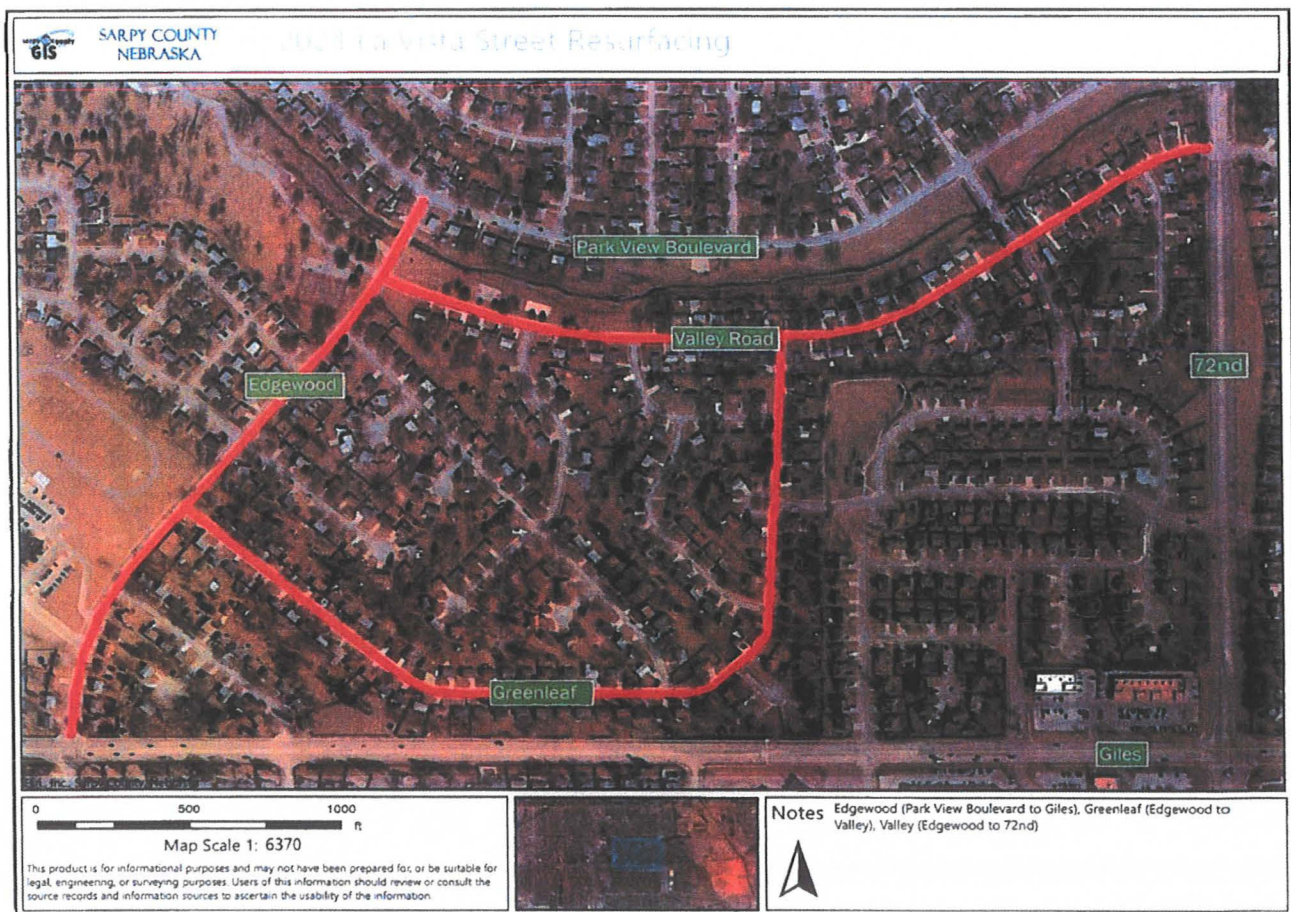 sarpy county
GIS
SARPY COUNTY
NEBRASKA
Vista Street Resurfacing
Park View Boulevard
Valley Road
Edgewood
72nd
Greenleaf
Giles
0 500 1000
ft
Map Scale 1: 6370
This product is for informational purposes and may not have been prepared for, or be suitable for
legal, engineering, or surveying purposes. Users of this information should review or consult the
source records and information sources to ascertain the usability of the information.
Notes Edgewood (Park View Boulevard to Giles), Greenleaf (Edgewood to
Valley), Valley (Edgewood to 72nd)